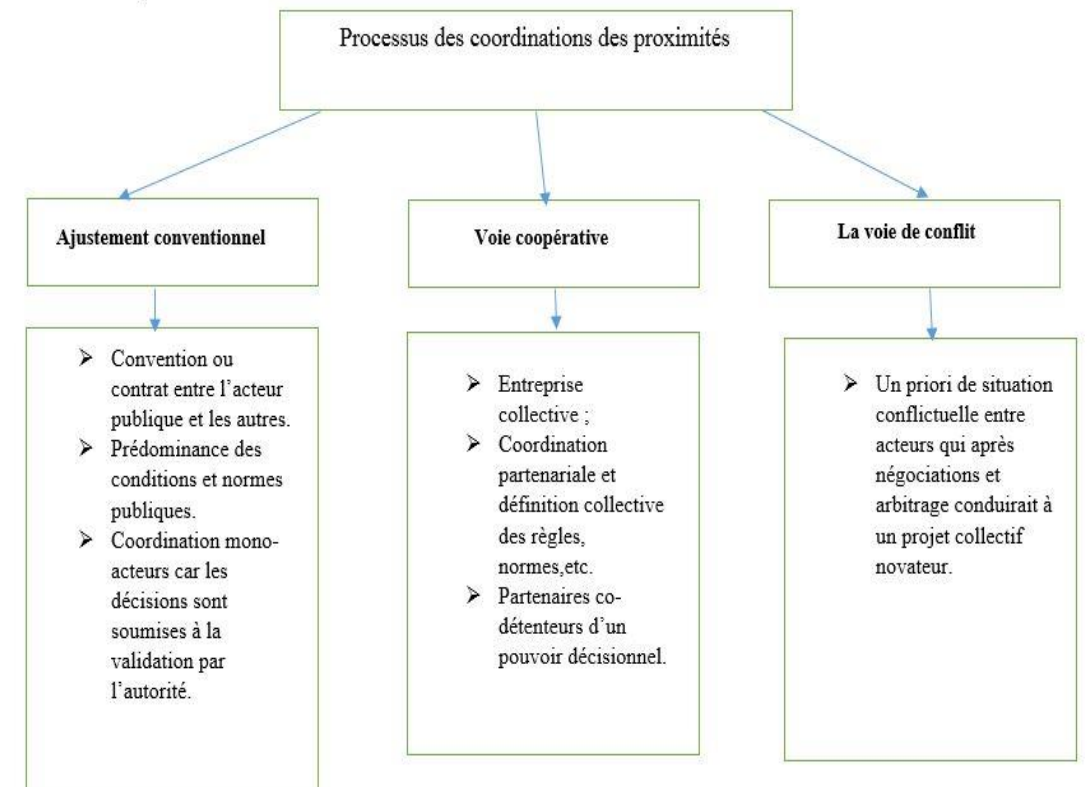 Processus des coordinations des proximités
Ajustement conventionnel
Voie coopérative
La voie de conflit
➢ Convention ou
contrat entre l’acteur
publique et les autres.
➢ Prédominance des
conditions et normes
publiques.
➢ Coordination mono-
acteurs car les
décisions sont
soumises à la
validation par
l’autorité.
➢ Entreprise
collective ;
➢ Coordination
partenariale et
définition collective
des règles,
normes,etc.
➢ Partenaires co-
détenteurs d’un
pouvoir décisionnel.
➢ Un priori de situation
conflictuelle entre
acteurs qui après
négociations et
arbitrage conduirait à
un projet collectif
novateur.